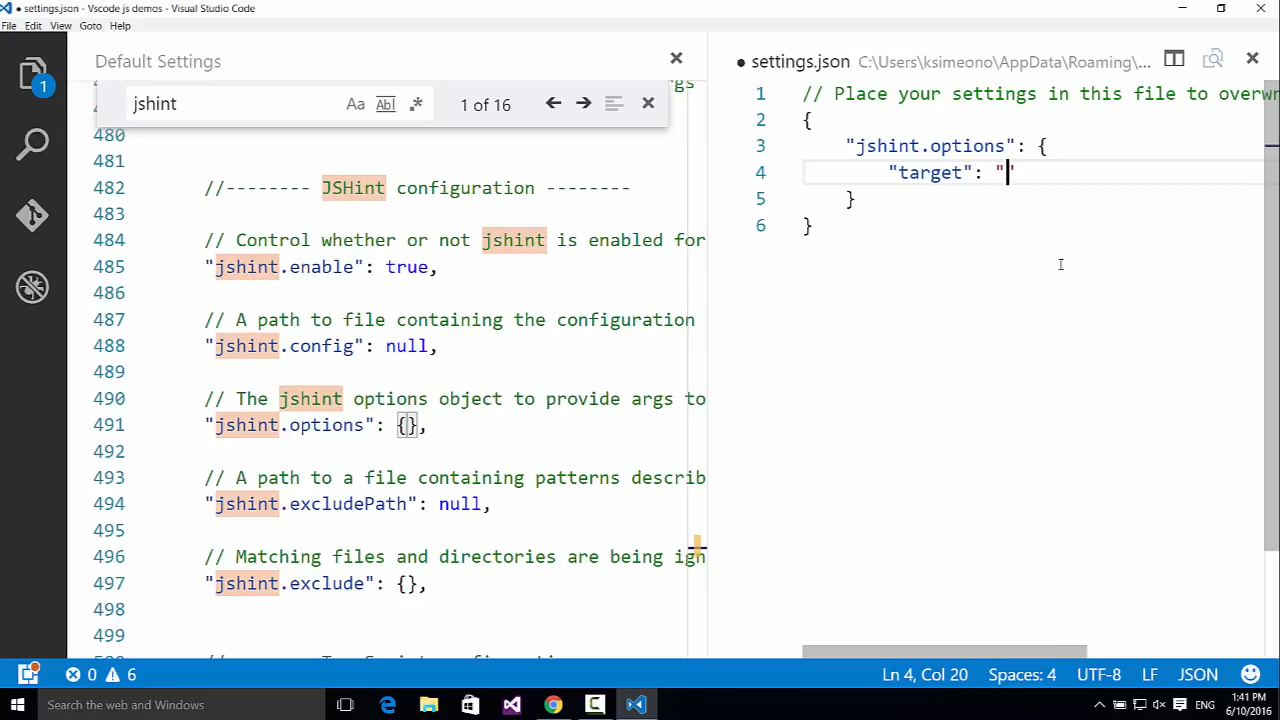 ● settings.json - Vscode js demos - Visual Studio Code
File Edit View Goto Help
1
Default Settings
jshint
Aa Abl .* 1 of 16
480
481
482 //-------- JSHint configuration --------
483
484 // Control whether or not jshint is enabled for
485 "jshint.enable": true,
486
487 // A path to file containing the configuration
488 "jshint.config": null,
489
490 // The jshint options object to provide args to
491 "jshint.options": {},
492
493 // A path to a file containing patterns describ
494 "jshint.excludePath": null,
495
496 // Matching files and directories are being ign
497 "jshint.exclude": {},
498
499
● settings.json C:\Users\ksimeono\AppData\Roaming\...
1 // Place your settings in this file to overw
2 {
3 "jshint.options": {
4 "target": ""
5 }
6 }
0 6 Ln 4, Col 20 Spaces: 4 UTF-8 LF JSON
Search the web and Windows
ENG 1:41 PM
6/10/2016